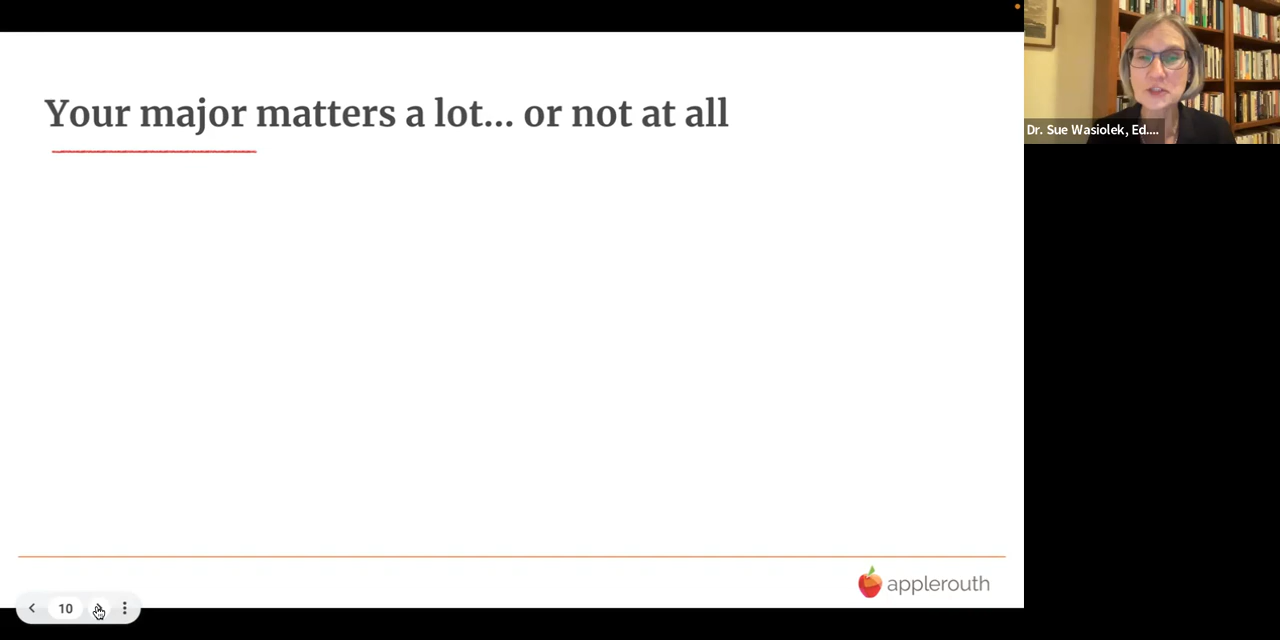 Your major matters a lot... or not at all
Dr. Sue Wasiolek, Ed....
applerouth
10